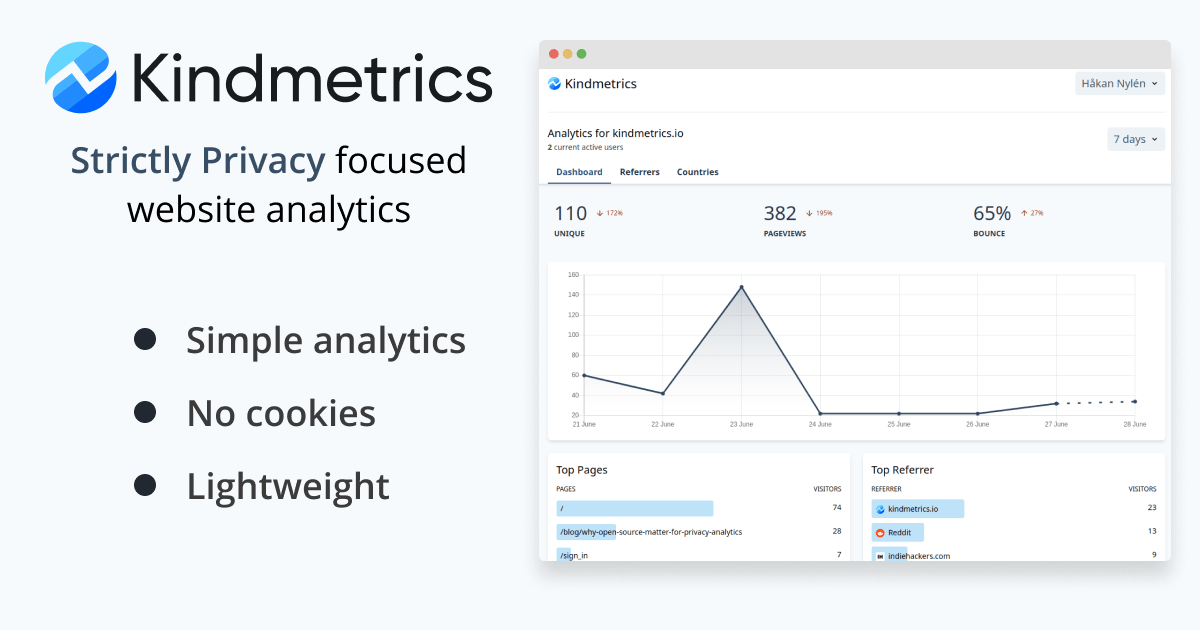 Kindmetrics
Strictly Privacy focused
website analytics
Simple analytics
No cookies
Lightweight
Kindmetrics
Håkan Nylén
Analytics for kindmetrics.io
2 current active users
7 days
Dashboard Referrers Countries
110 172%
UNIQUE
382 195%
PAGEVIEWS
65% 27%
BOUNCE
160
140
120
100
80
60
40
20
21 June 22 June 23 June 24 June 25 June 26 June 27 June 28 June
Top Pages
PAGES VISITORS
/ 74
/blog/why-open-source-matter-for-privacy-analytics 28
/sign_in 7
Top Referrer
REFERRER VISITORS
kindmetrics.io 23
Reddit 13
indiehackers.com 9